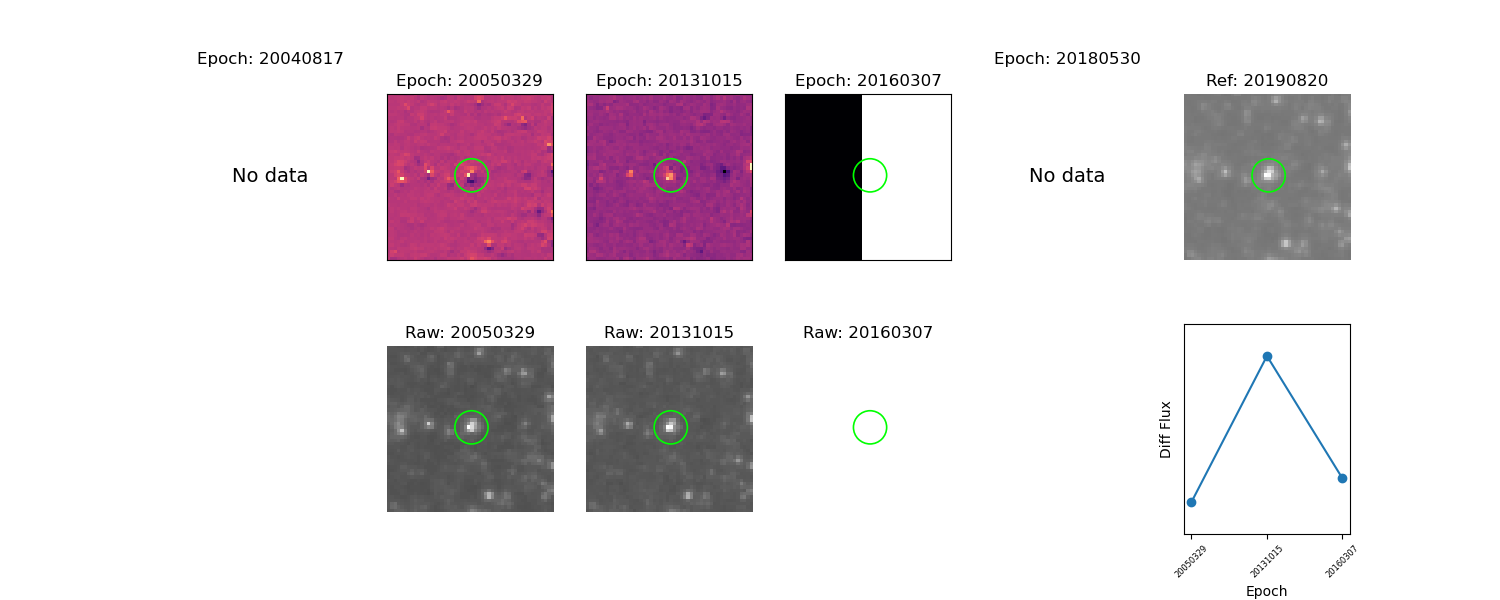 Epoch: 20040817
No data
Epoch: 20050329
Epoch: 20131015
Epoch: 20160307
Epoch: 20180530
No data
Ref: 20190820
Raw: 20050329
Raw: 20131015
Raw: 20160307
Diff Flux
20050329
20131015
20160307
Epoch